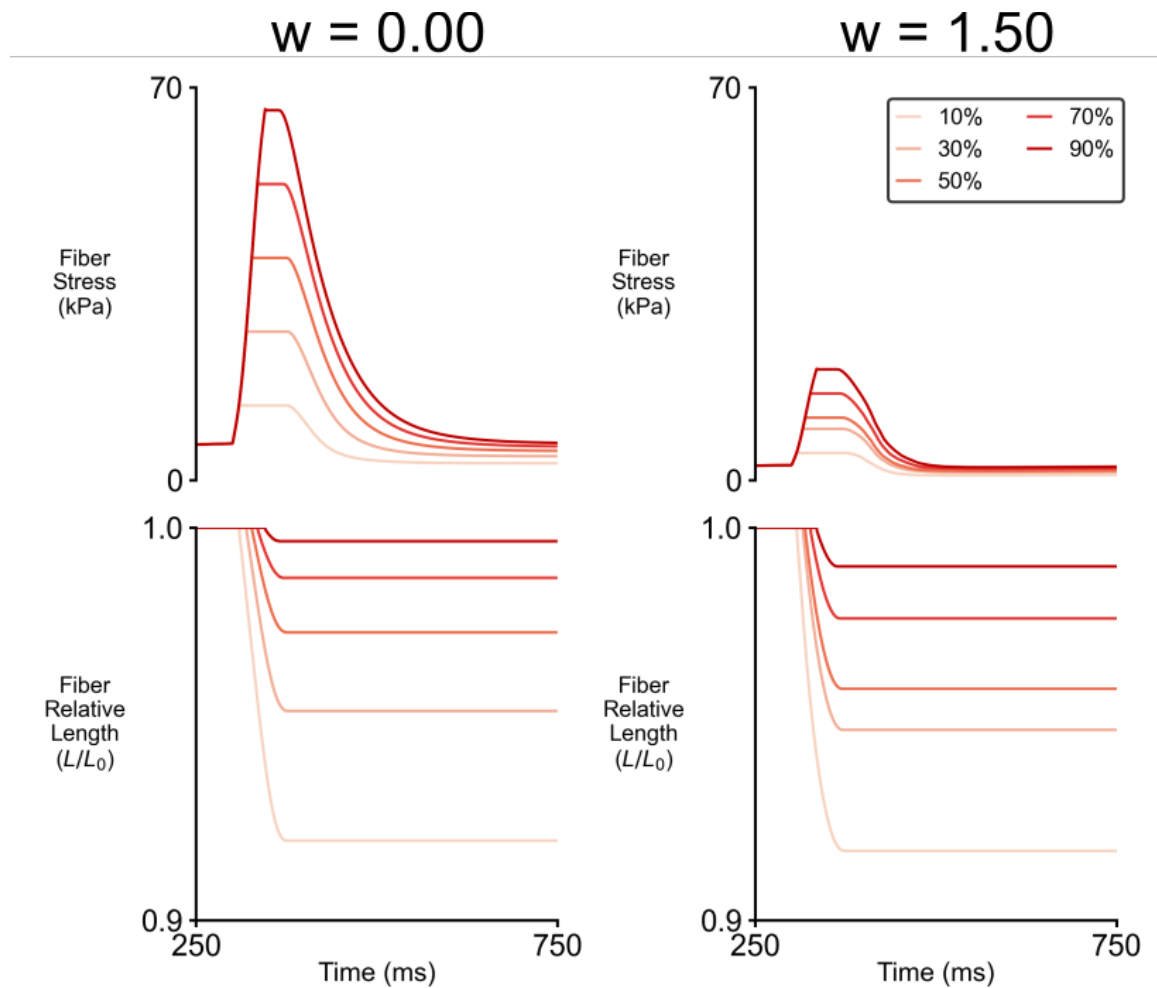 w = 0.00
w = 1.50
70
Fiber
Stress
(kPa)
0
70
Fiber
Stress
(kPa)
0
10%
30%
50%
70%
90%
1.0
Fiber
Relative
Length
(L/L₀)
0.9
250
750
Time (ms)
1.0
Fiber
Relative
Length
(L/L₀)
0.9
250
750
Time (ms)